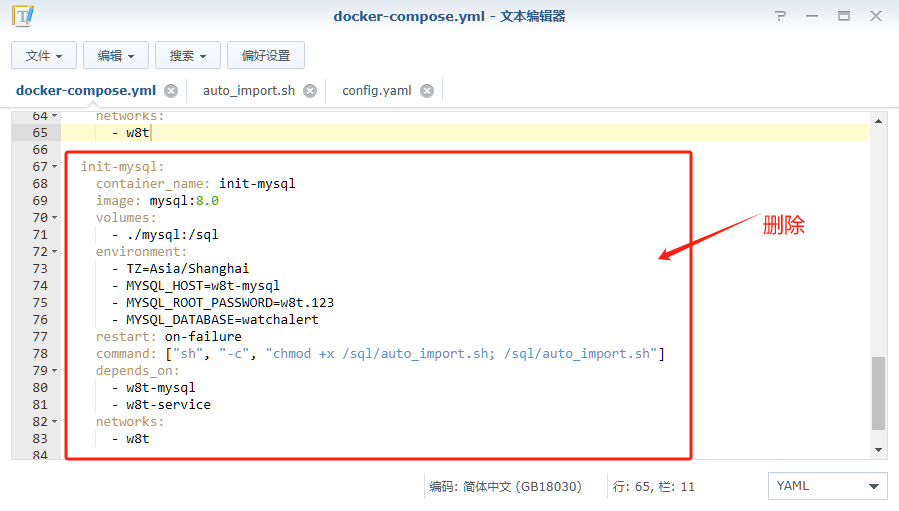 docker-compose.yml - 文本编辑器
文件 编辑 搜索 偏好设置
docker-compose.yml auto_import.sh config.yaml
64 networks:
65 - w8t
66
67 init-mysql:
68 container_name: init-mysql
69 image: mysql:8.0
70 volumes:
71 - ./mysql:/sql
72 environment:
73 - TZ=Asia/Shanghai
74 - MYSQL_HOST=w8t-mysql
75 - MYSQL_ROOT_PASSWORD=w8t.123
76 - MYSQL_DATABASE=watchalert
77 restart: on-failure
78 command: ["sh", "-c", "chmod +x /sql/auto_import.sh; /sql/auto_import.sh"]
79 depends_on:
80 - w8t-mysql
81 - w8t-service
82 networks:
83 - w8t
84
删除
编码: 简体中文 (GB18030) 行: 65, 栏: 11 YAML